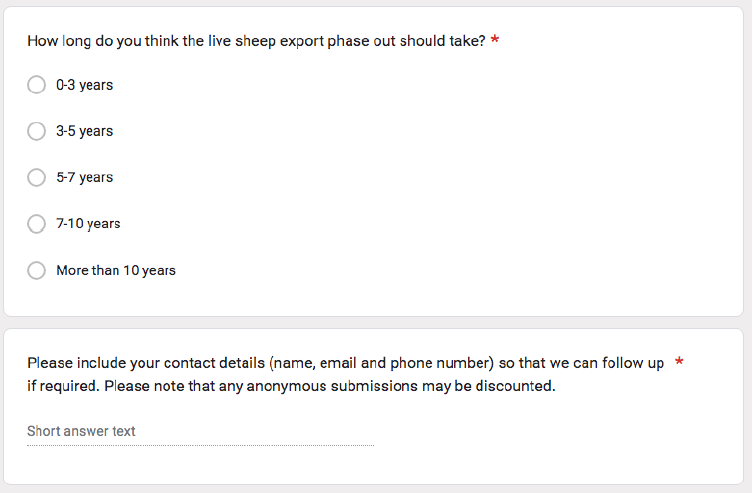 How long do you think the live sheep export phase out should take? *
0-3 years
3-5 years
5-7 years
7-10 years
More than 10 years
Please include your contact details (name, email and phone number) so that we can follow up *
if required. Please note that any anonymous submissions may be discounted.
Short answer text